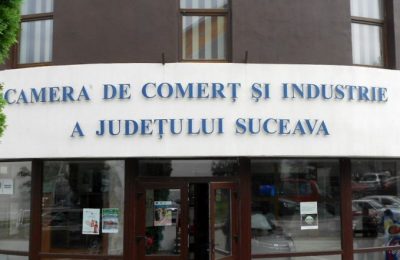 CAMERA DE COMERȚ ȘI INDUSTRIE
A JUDEȚULUI SUCEAVA